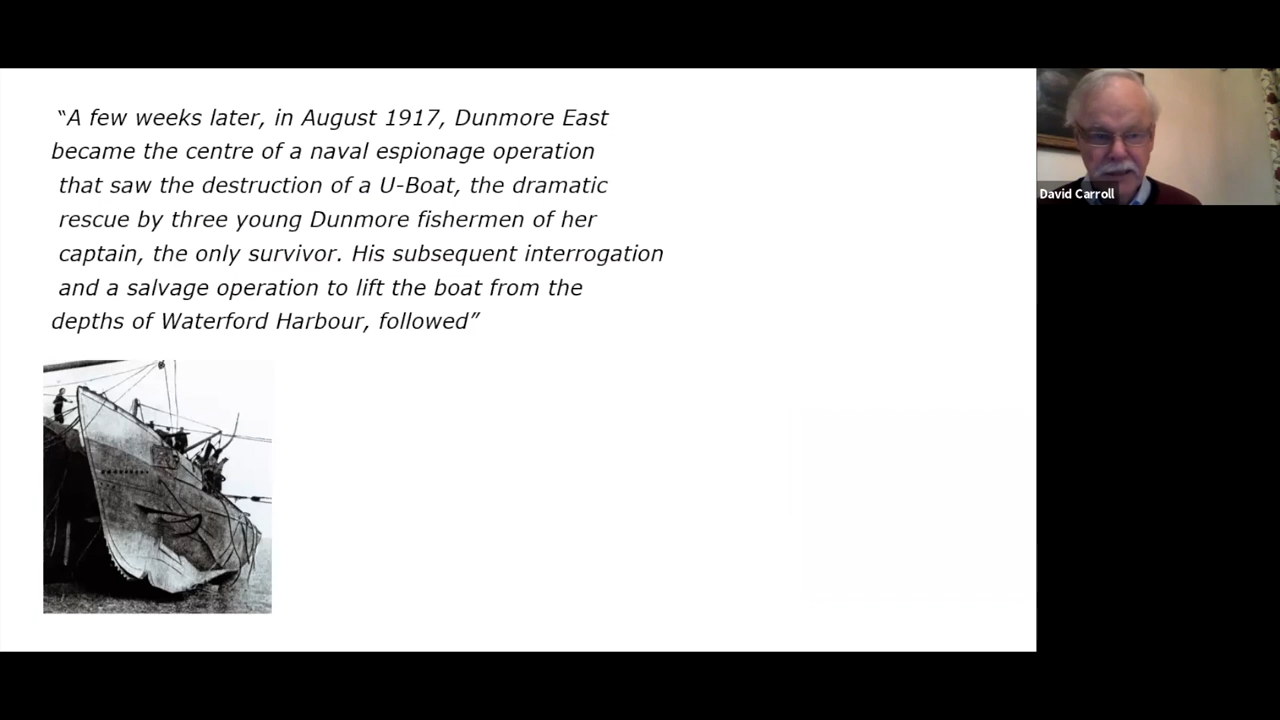 “A few weeks later, in August 1917, Dunmore East
became the centre of a naval espionage operation
that saw the destruction of a U-Boat, the dramatic
rescue by three young Dunmore fishermen of her
captain, the only survivor. His subsequent interrogation
and a salvage operation to lift the boat from the
depths of Waterford Harbour, followed”
David Carroll